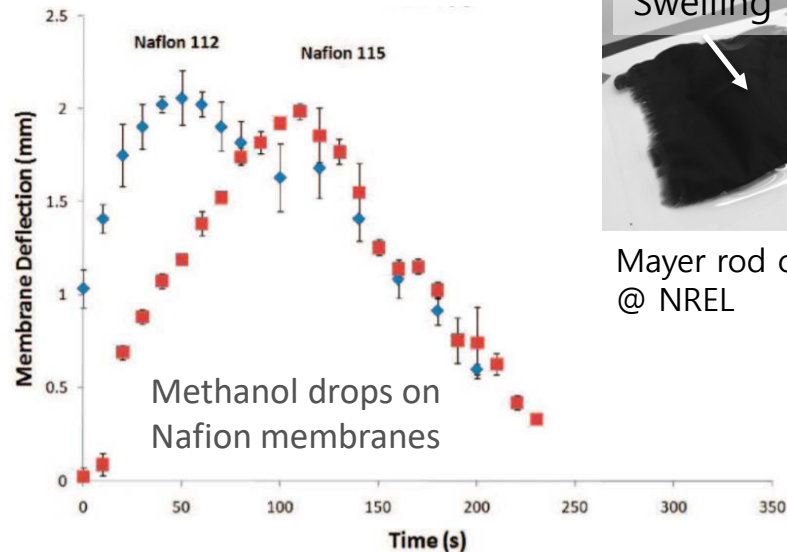 2.5
2
1.5
1
0.5
0
Membrane Deflection (mm)
Nafion 112
Nafion 115
Methanol drops on
Nafion membranes
0 50 100 150 200 250 300 350
Time (s)
Swelling
Mayer rod
@ NREL